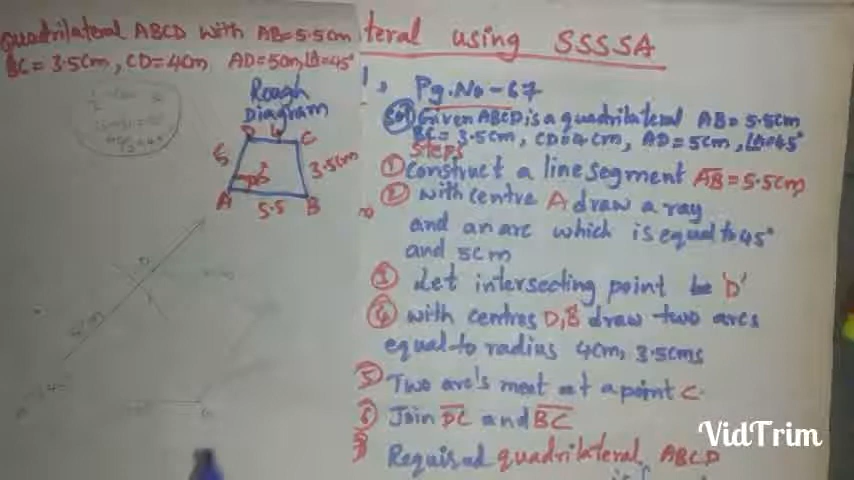 quadrilateral ABCD with AB=5.5cm
BC=3.5cm, CD=4cm AD=5cm, ∠A=45°
teral using SSSSA
Rough
Diagram
D 4 C
5
3.5cm
A 5.5 B
Pg.No-67
Sol Given ABCD is a quadrilateral AB=5.5cm
BC=3.5cm, CD=4cm, AD=5cm, ∠A=45°
Steps
① Construct a line segment AB=5.5cm
② with centre A draw a ray
and an arc which is equal to 45°
and 5cm
③ Let intersecting point be 'D'
④ with centres D,B draw two arcs
equal to radius 4cm, 3.5cms
⑤ Two arc's meet at a point C.
⑥ Join DC and BC
Required quadrilateral ABCD
VidTrim